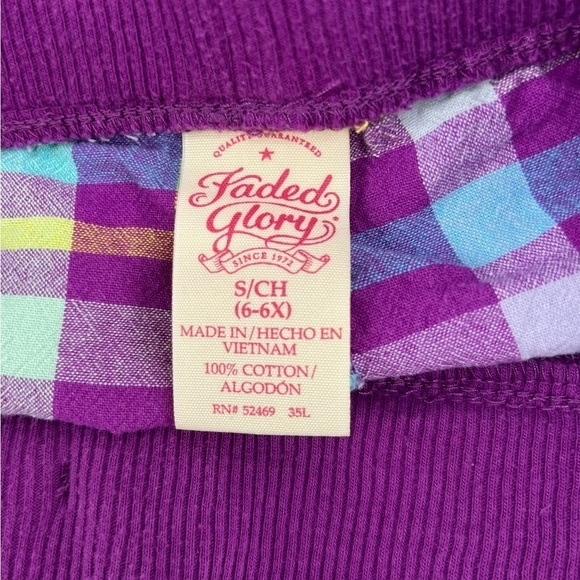 QUALITY GUARANTEED
Faded
Glory
SINCE 1972
S/CH
(6-6X)
MADE IN/HECHO EN
VIETNAM
100% COTTON/
ALGODÓN
RN# 52469 35L